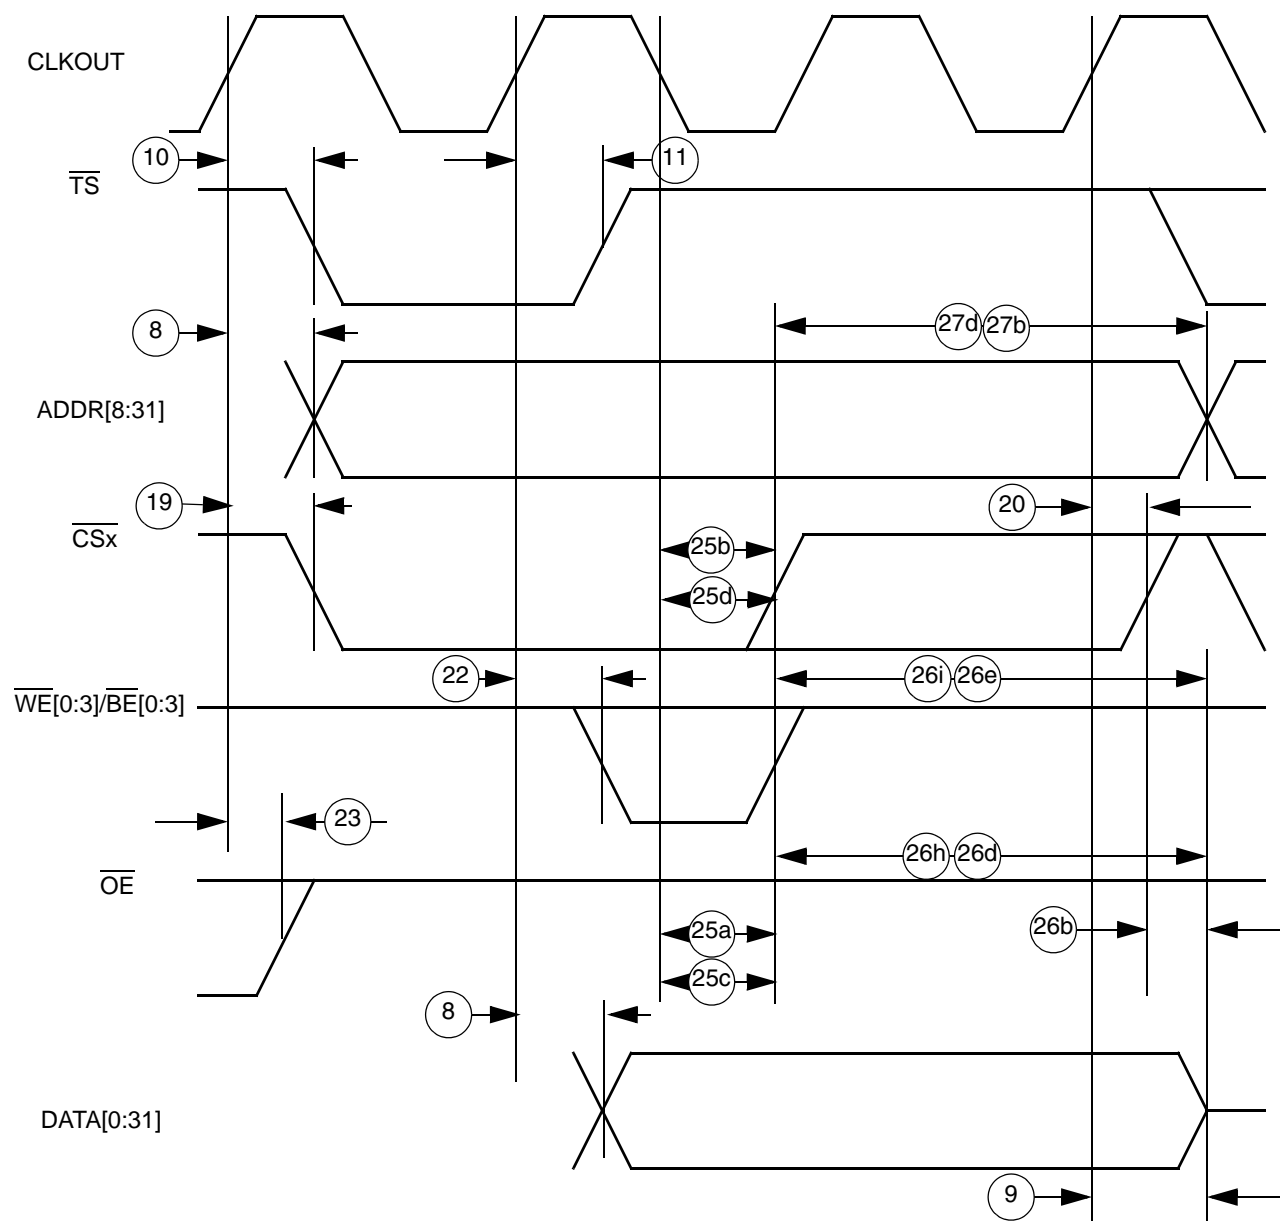 CLKOUT
10
11
TS
8
27d 27b
ADDR[8:31]
19
20
CSx
25b
25d
22
26i 26e
WE[0:3]/BE[0:3]
23
26h 26d
OE
25a
26b
25c
8
DATA[0:31]
9